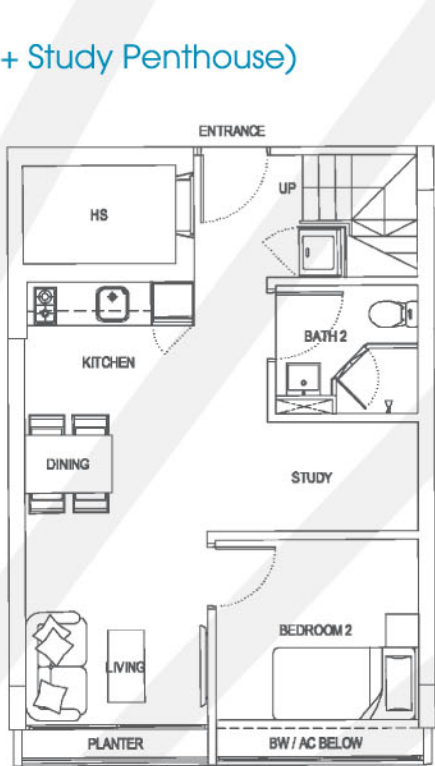 + Study Penthouse)
ENTRANCE
UP
HS
BATH 2
KITCHEN
DINING
STUDY
BEDROOM 2
LIVING
PLANTER
BW / AC BELOW